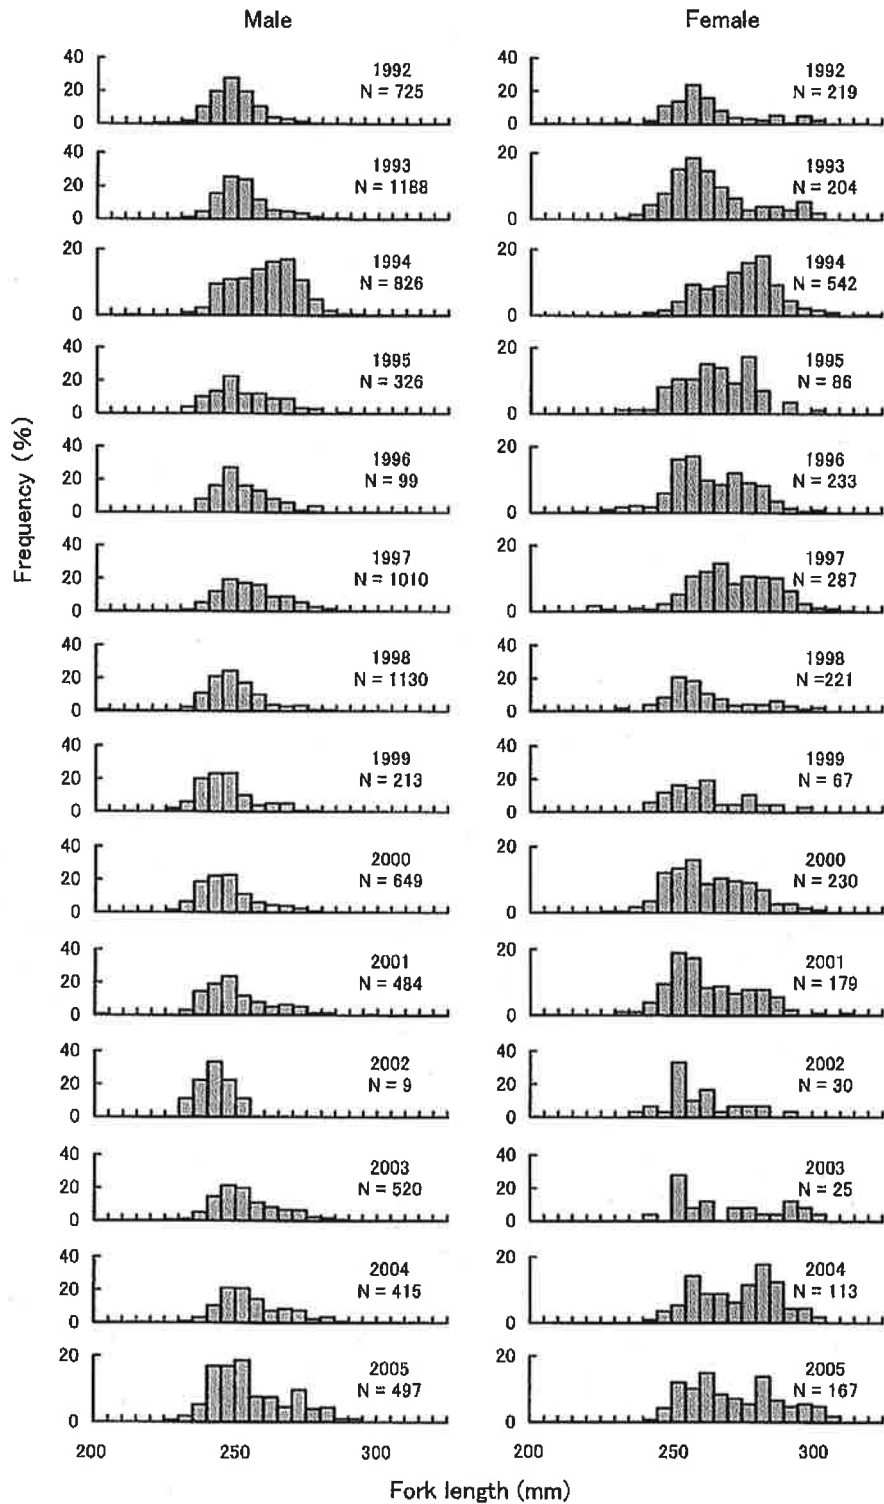 Male Female
40 40
20 1992 20 1992
0 N = 725 0 N = 219
40 20
20 1993 1993
0 N = 1188 0 N = 204
20 20
1994 1994
0 N = 826 0 N = 542
40 20
20 1995 1995
0 N = 326 0 N = 86
40 20
20 1996 1996
0 N = 99 0 N = 233
40 20
20 1997 1997
0 N = 1010 0 N = 287
40 40
20 1998 20 1998
0 N = 1130 0 N =221
40 40
20 1999 20 1999
0 N = 213 0 N = 67
40 20
20 2000 2000
0 N = 649 0 N = 230
40 20
20 2001 2001
0 N = 484 0 N = 179
40 40
20 2002 20 2002
0 N = 9 0 N = 30
40 40
20 2003 20 2003
0 N = 520 0 N = 25
40 20
20 2004 2004
0 N = 415 0 N = 113
20 20
2005 2005
0 N = 497 0 N = 167
200 250 300 200 250 300
Frequency (%)
Fork length (mm)